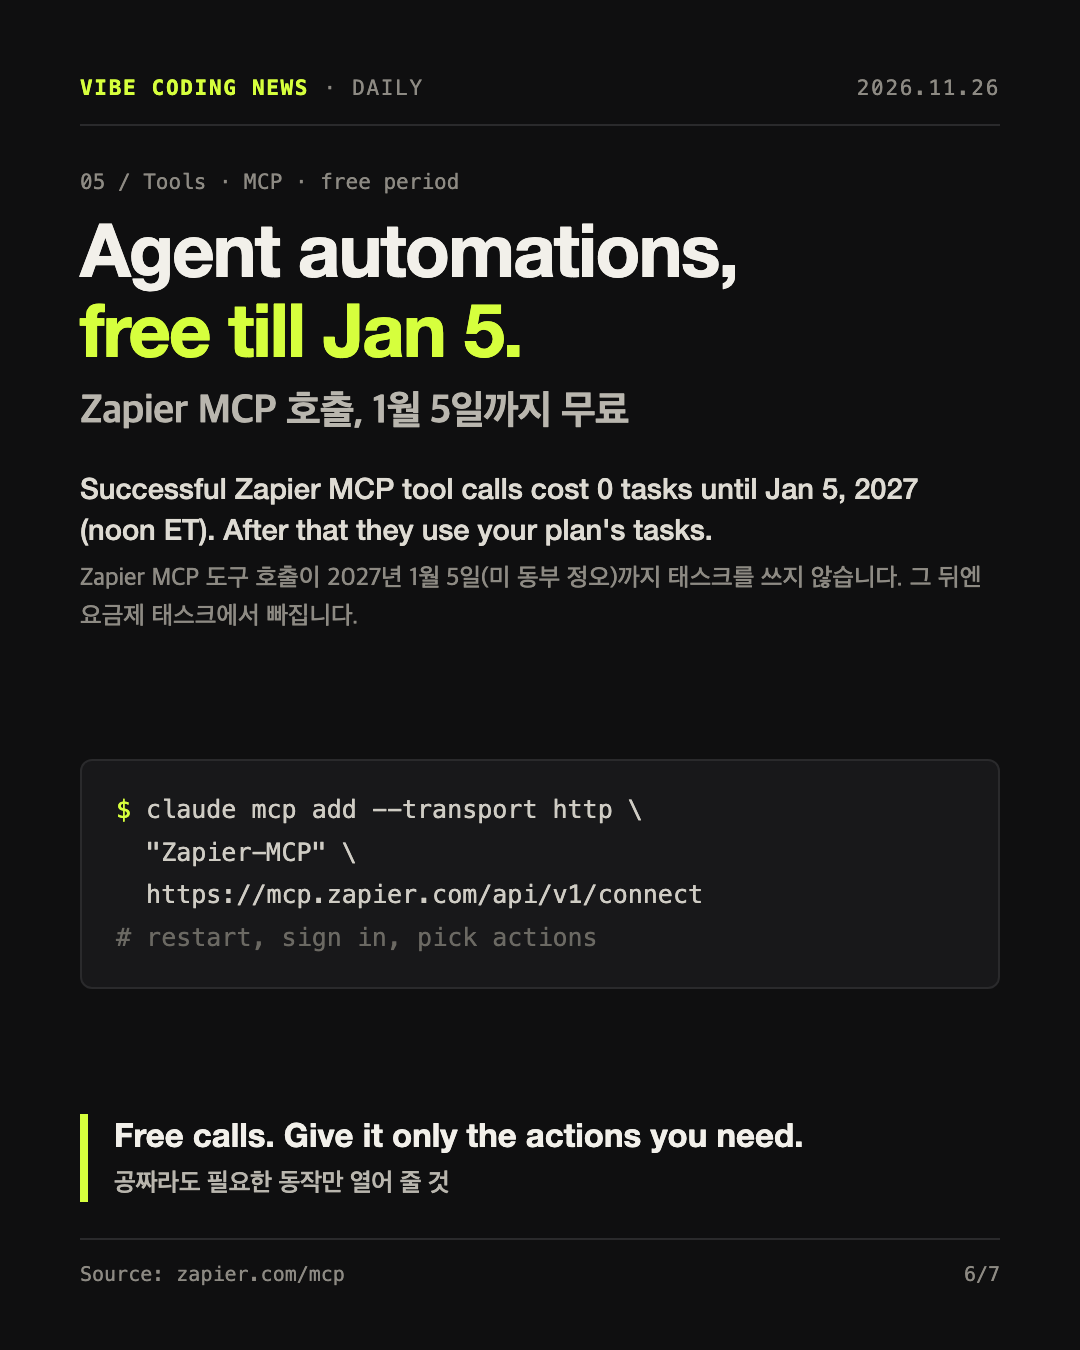 VIBE CODING NEWS · DAILY
2026.11.26
05 / Tools · MCP · free period
Agent automations,
free till Jan 5.
Zapier MCP 호출, 1월 5일까지 무료
Successful Zapier MCP tool calls cost 0 tasks until Jan 5, 2027
(noon ET). After that they use your plan's tasks.
Zapier MCP 도구 호출이 2027년 1월 5일(미 동부 정오)까지 태스크를 쓰지 않습니다. 그 뒤엔
요금제 태스크에서 빠집니다.
$ claude mcp add --transport http \
"Zapier-MCP" \
https://mcp.zapier.com/api/v1/connect
# restart, sign in, pick actions
Free calls. Give it only the actions you need.
공짜라도 필요한 동작만 열어 줄 것
Source: zapier.com/mcp
6/7